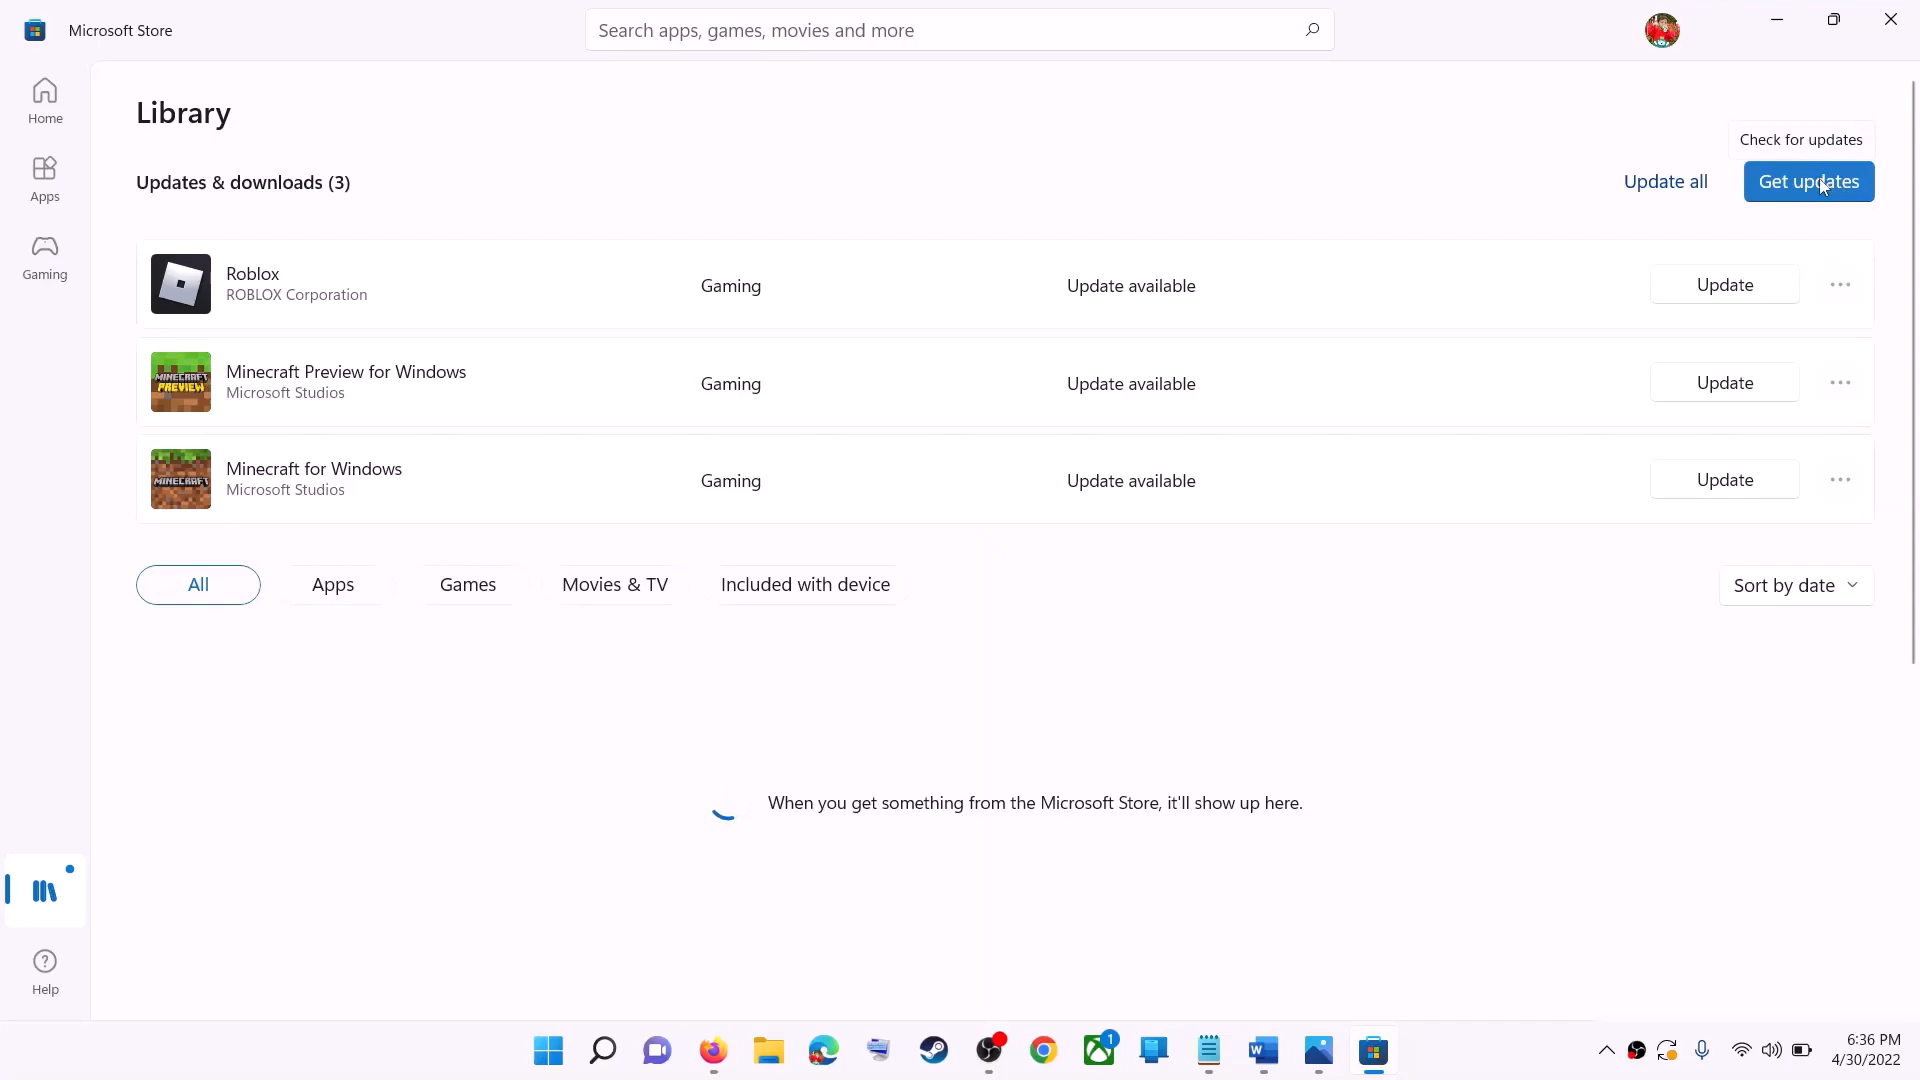 Microsoft Store
Search apps, games, movies and more
Home
Apps
Gaming
Help
Library
Check for updates
Updates & downloads (3)
Update all
Get updates
Roblox
ROBLOX Corporation
Gaming
Update available
Update
MINECRAFT
PREVIEW
Minecraft Preview for Windows
Microsoft Studios
Gaming
Update available
Update
MINECRAFT
Minecraft for Windows
Microsoft Studios
Gaming
Update available
Update
All
Apps
Games
Movies & TV
Included with device
Sort by date
When you get something from the Microsoft Store, it'll show up here.
1
W
6:36 PM
4/30/2022